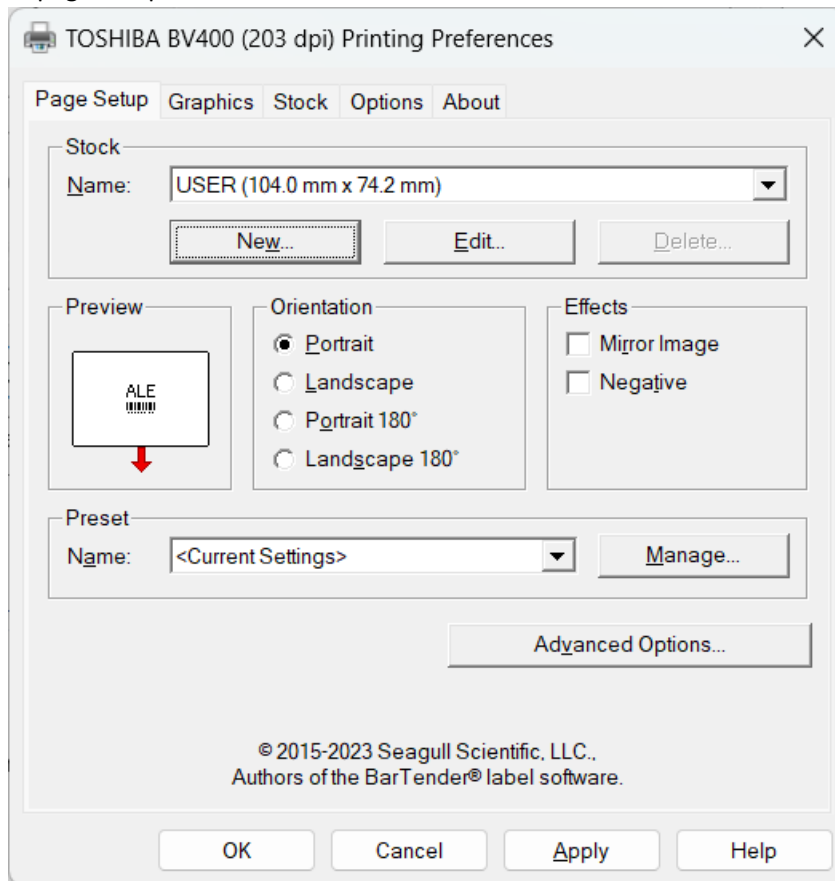 TOSHIBA BV400 (203 dpi) Printing Preferences
Page Setup Graphics Stock Options About
Stock
Name: USER (104.0 mm x 74.2 mm)
New... Edit... Delete...
Preview
ALE
Orientation
Portrait
Landscape
Portrait 180°
Landscape 180°
Effects
Mirror Image
Negative
Preset
Name: <Current Settings> Manage...
Advanced Options...
© 2015-2023 Seagull Scientific, LLC.,
Authors of the BarTender® label software.
OK Cancel Apply Help